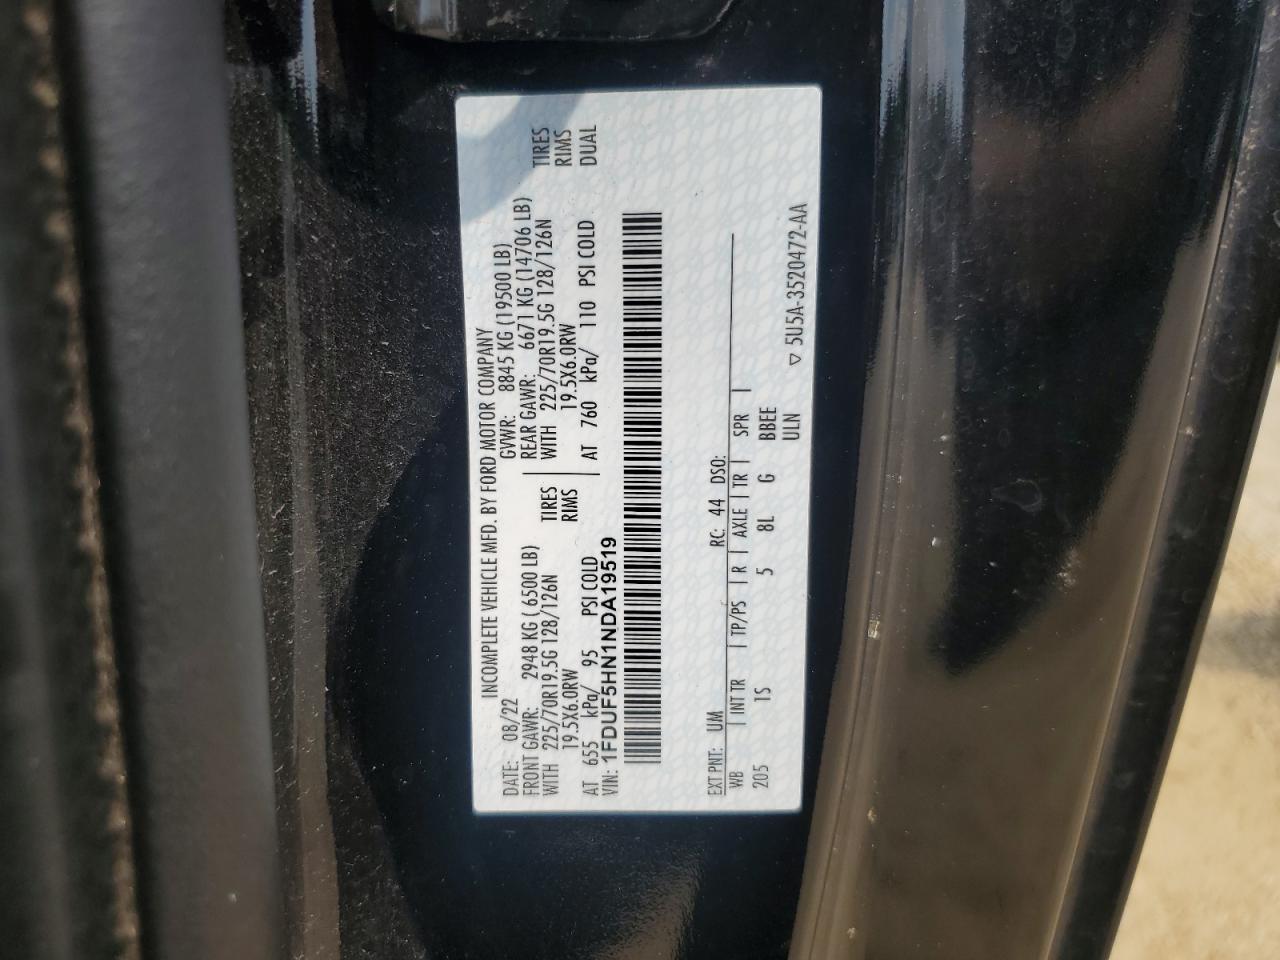 INCOMPLETE VEHICLE MFD. BY FORD MOTOR COMPANY
DATE: 08/22 GVWR: 8845 KG (19500 LB)
FRONT GAWR: 2948 KG ( 6500 LB) REAR GAWR: 6671 KG (14706 LB)
WITH 225/70R19.5G 128/126N TIRES WITH 225/70R19.5G 128/126N TIRES
19.5X6.0RW RIMS 19.5X6.0RW RIMS
AT 655 kPa/ 95 PSI COLD AT 760 kPa/ 110 PSI COLD DUAL
VIN: 1FDUF5HN1NDA19519
EXT PNT: UM RC: 44 DSO:
WB | INT TR | TP/PS | R | AXLE | TR | SPR |
205 1S 5 8L G BBEE
ULN
▽ 5U5A-3520472-AA